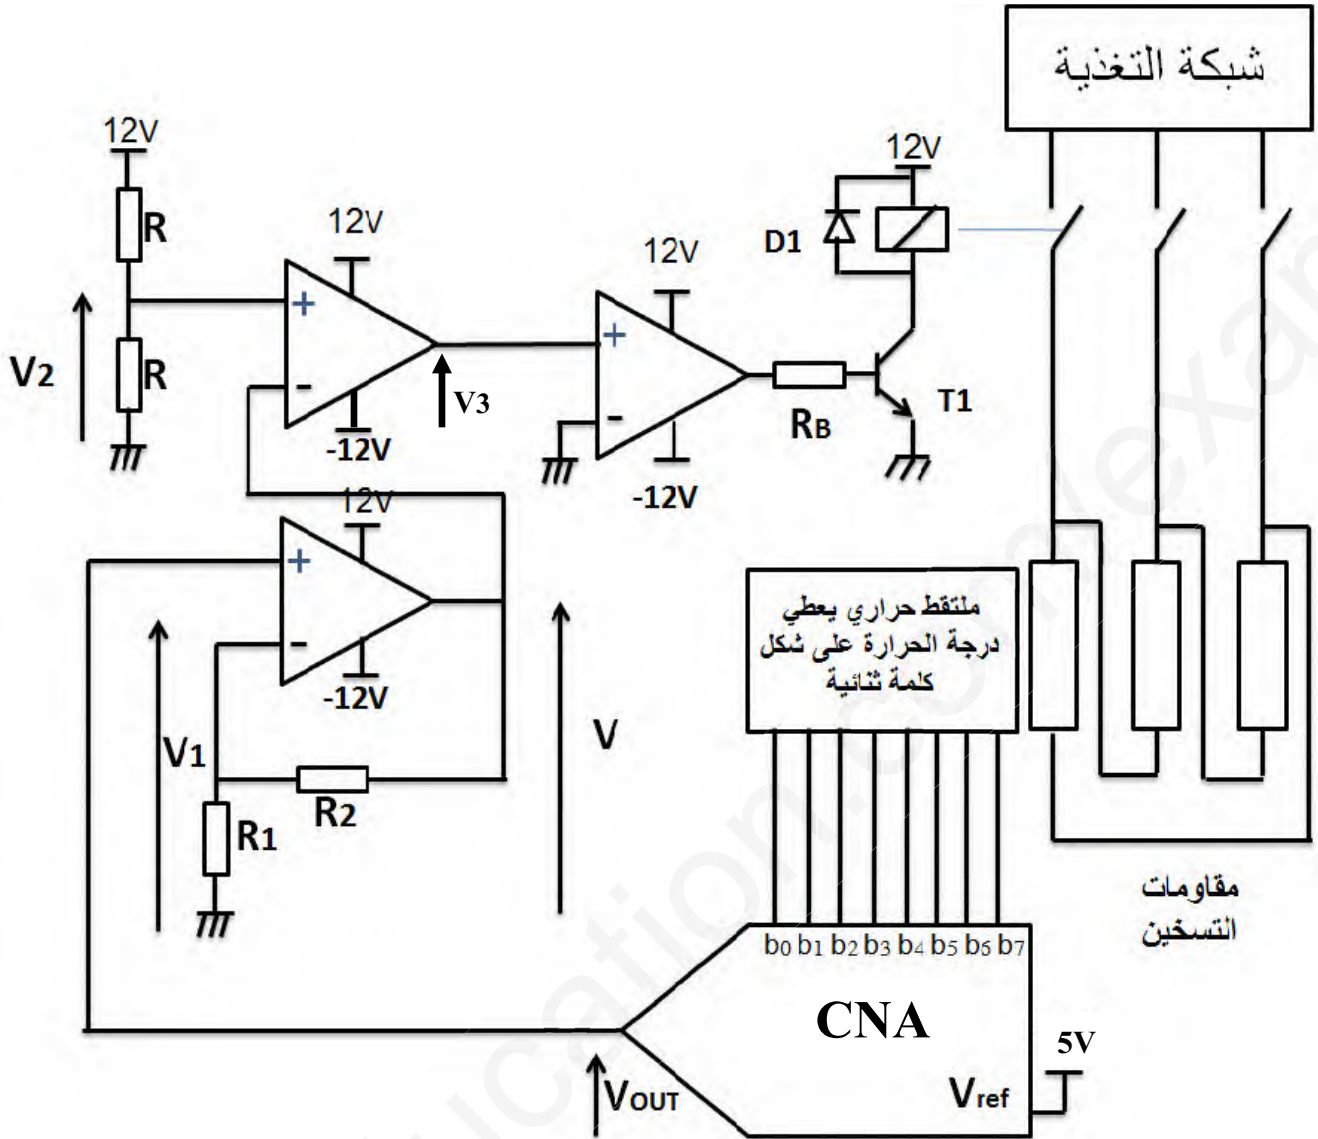 شبكة التغذية
12V
R
R
V2
12V
+
-
-12V
V3
12V
+
-
-12V
RB
12V
D1
T1
12V
+
-
-12V
V1
R1
R2
V
ملتقط حراري يعطي
درجة الحرارة على شكل
كلمة ثنائية
مقاومات
التسخين
b0 b1 b2 b3 b4 b5 b5 b7
CNA
5V
Vref
VOUT